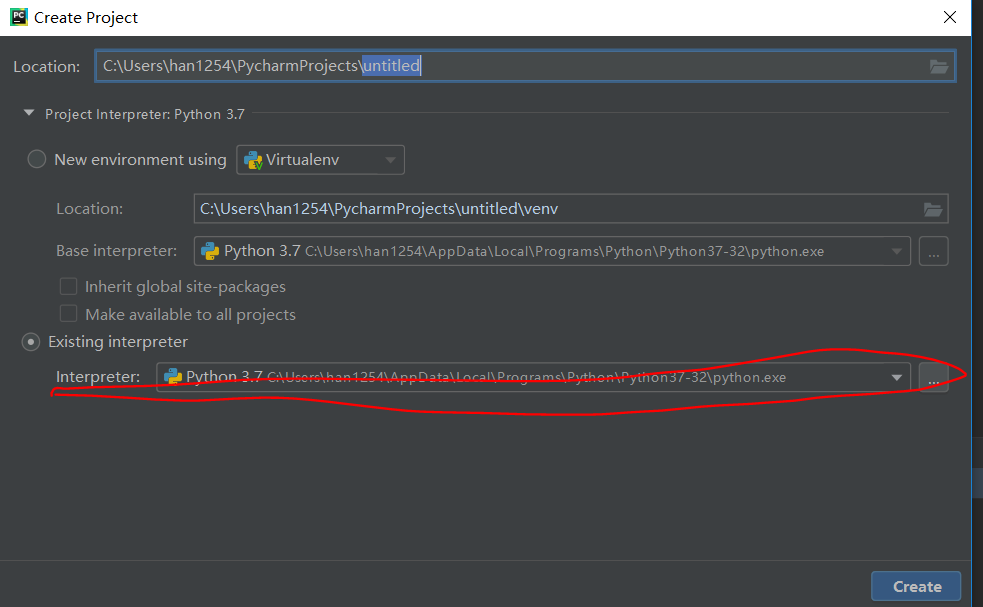 Create Project
Location: C:\Users\han1254\PycharmProjects\untitled
Project Interpreter: Python 3.7
New environment using Virtualenv
Location: C:\Users\han1254\PycharmProjects\untitled\venv
Base interpreter: Python 3.7 C:\Users\han1254\AppData\Local\Programs\Python\Python37-32\python.exe ...
Inherit global site-packages
Make available to all projects
Existing interpreter
Interpreter: Python 3.7 C:\Users\han1254\AppData\Local\Programs\Python\Python37-32\python.exe ...
Create